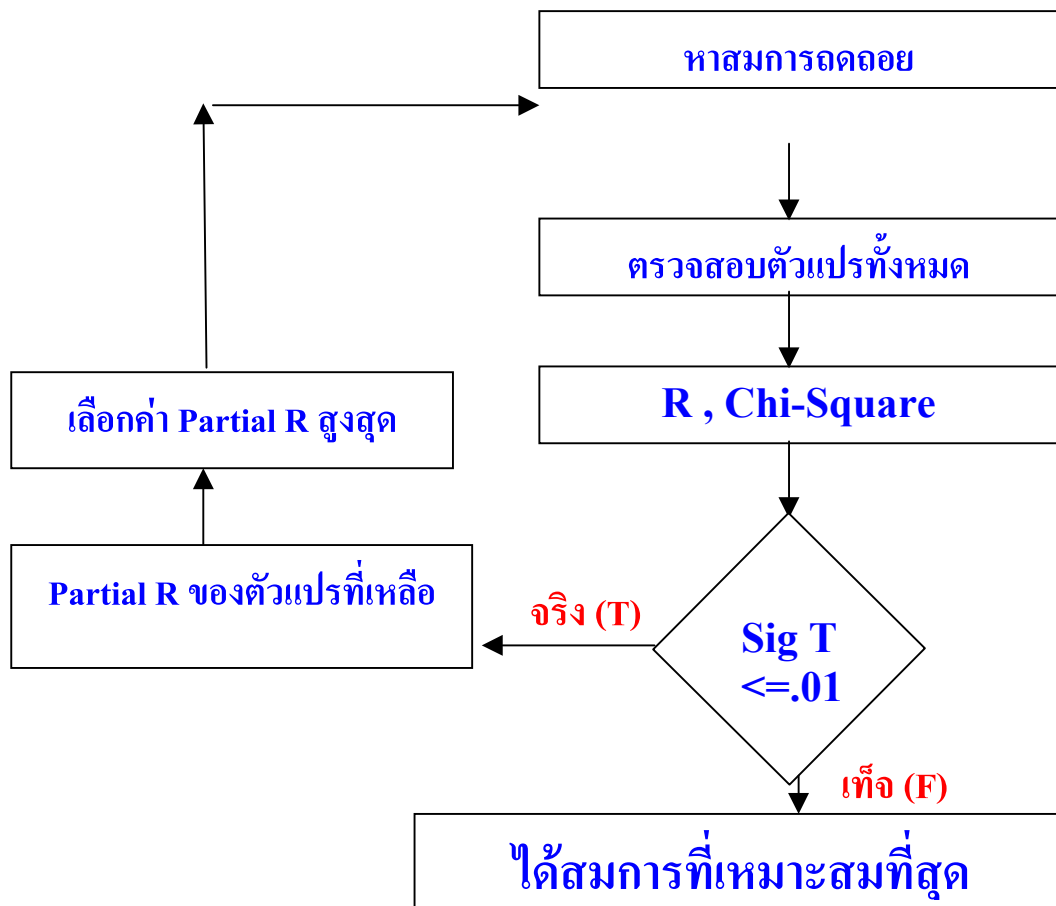 หาสมการถดถอย
ตรวจสอบตัวแปรทั้งหมด
R , Chi-Square
เลือกค่า Partial R สูงสุด
Partial R ของตัวแปรที่เหลือ
จริง (T)
Sig T
<=.01
เท็จ (F)
ได้สมการที่เหมาะสมที่สุด